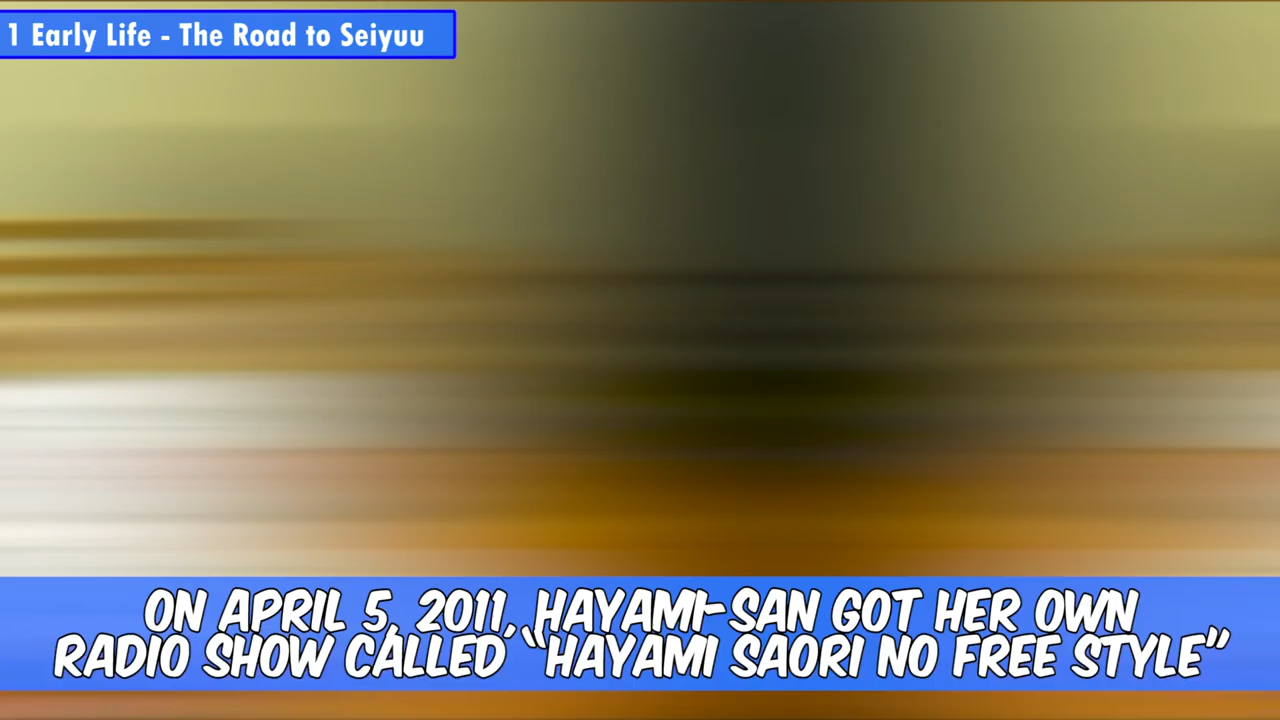 1 Early Life - The Road to Seiyuu
ON APRIL 5, 2011, HAYAMI-SAN GOT HER OWN
RADIO SHOW CALLED “HAYAMI SAORI NO FREE STYLE”